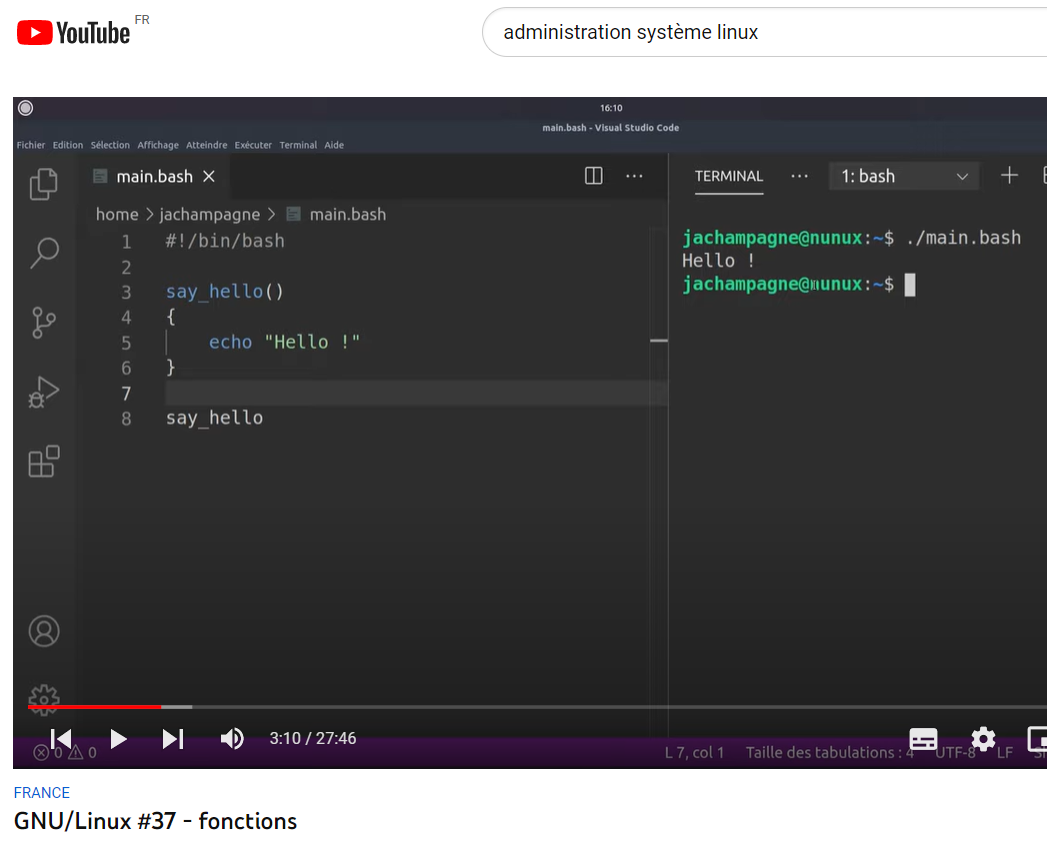 YouTube FR
administration système linux
16:10
main.bash - Visual Studio Code
Fichier Edition Sélection Affichage Atteindre Exécuter Terminal Aide
main.bash
TERMINAL
1: bash
home > jachampagne > main.bash
1 #!/bin/bash
2
3 say_hello()
4 {
5 echo "Hello !"
6 }
7
8 say_hello
jachampagne@nunux:~$ ./main.bash
Hello !
jachampagne@nunux:~$
3:10 / 27:46
0 0
L 7, col 1 Taille des tabulations : 4 UTF-8 LF
FRANCE
GNU/Linux #37 - fonctions